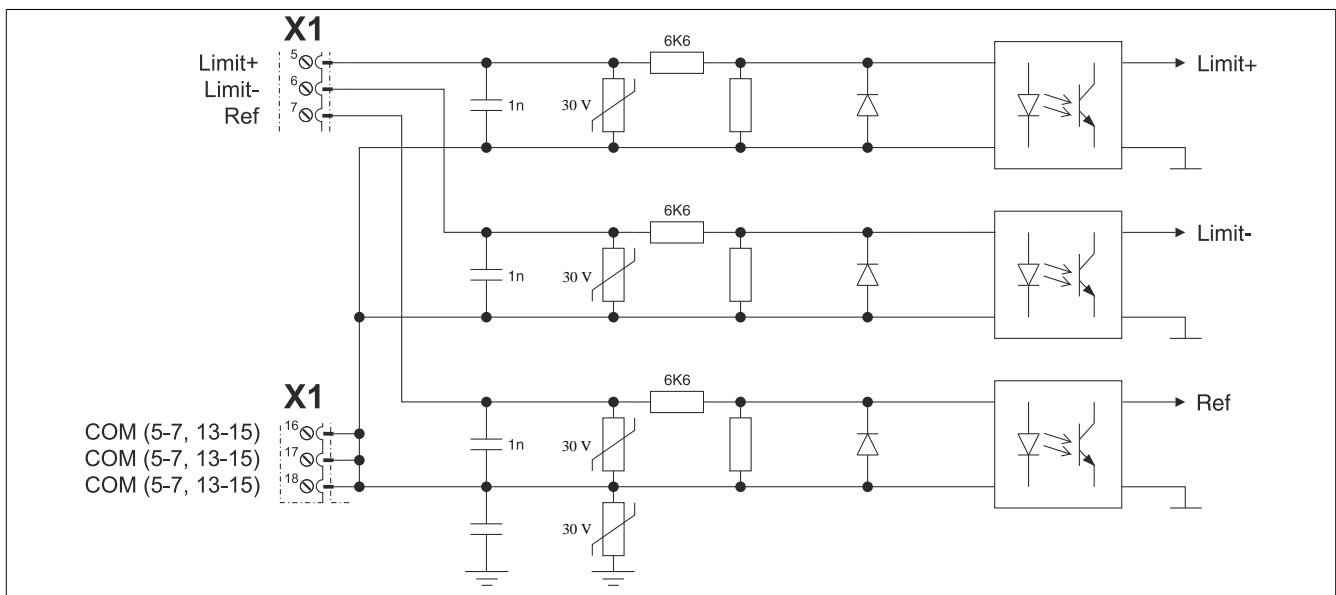 X1
5
Limit+
6
Limit-
7
Ref
6K6
1n
30 V
Limit+
6K6
1n
30 V
Limit-
X1
16
COM (5-7, 13-15)
17
COM (5-7, 13-15)
18
COM (5-7, 13-15)
6K6
1n
30 V
Ref
30 V